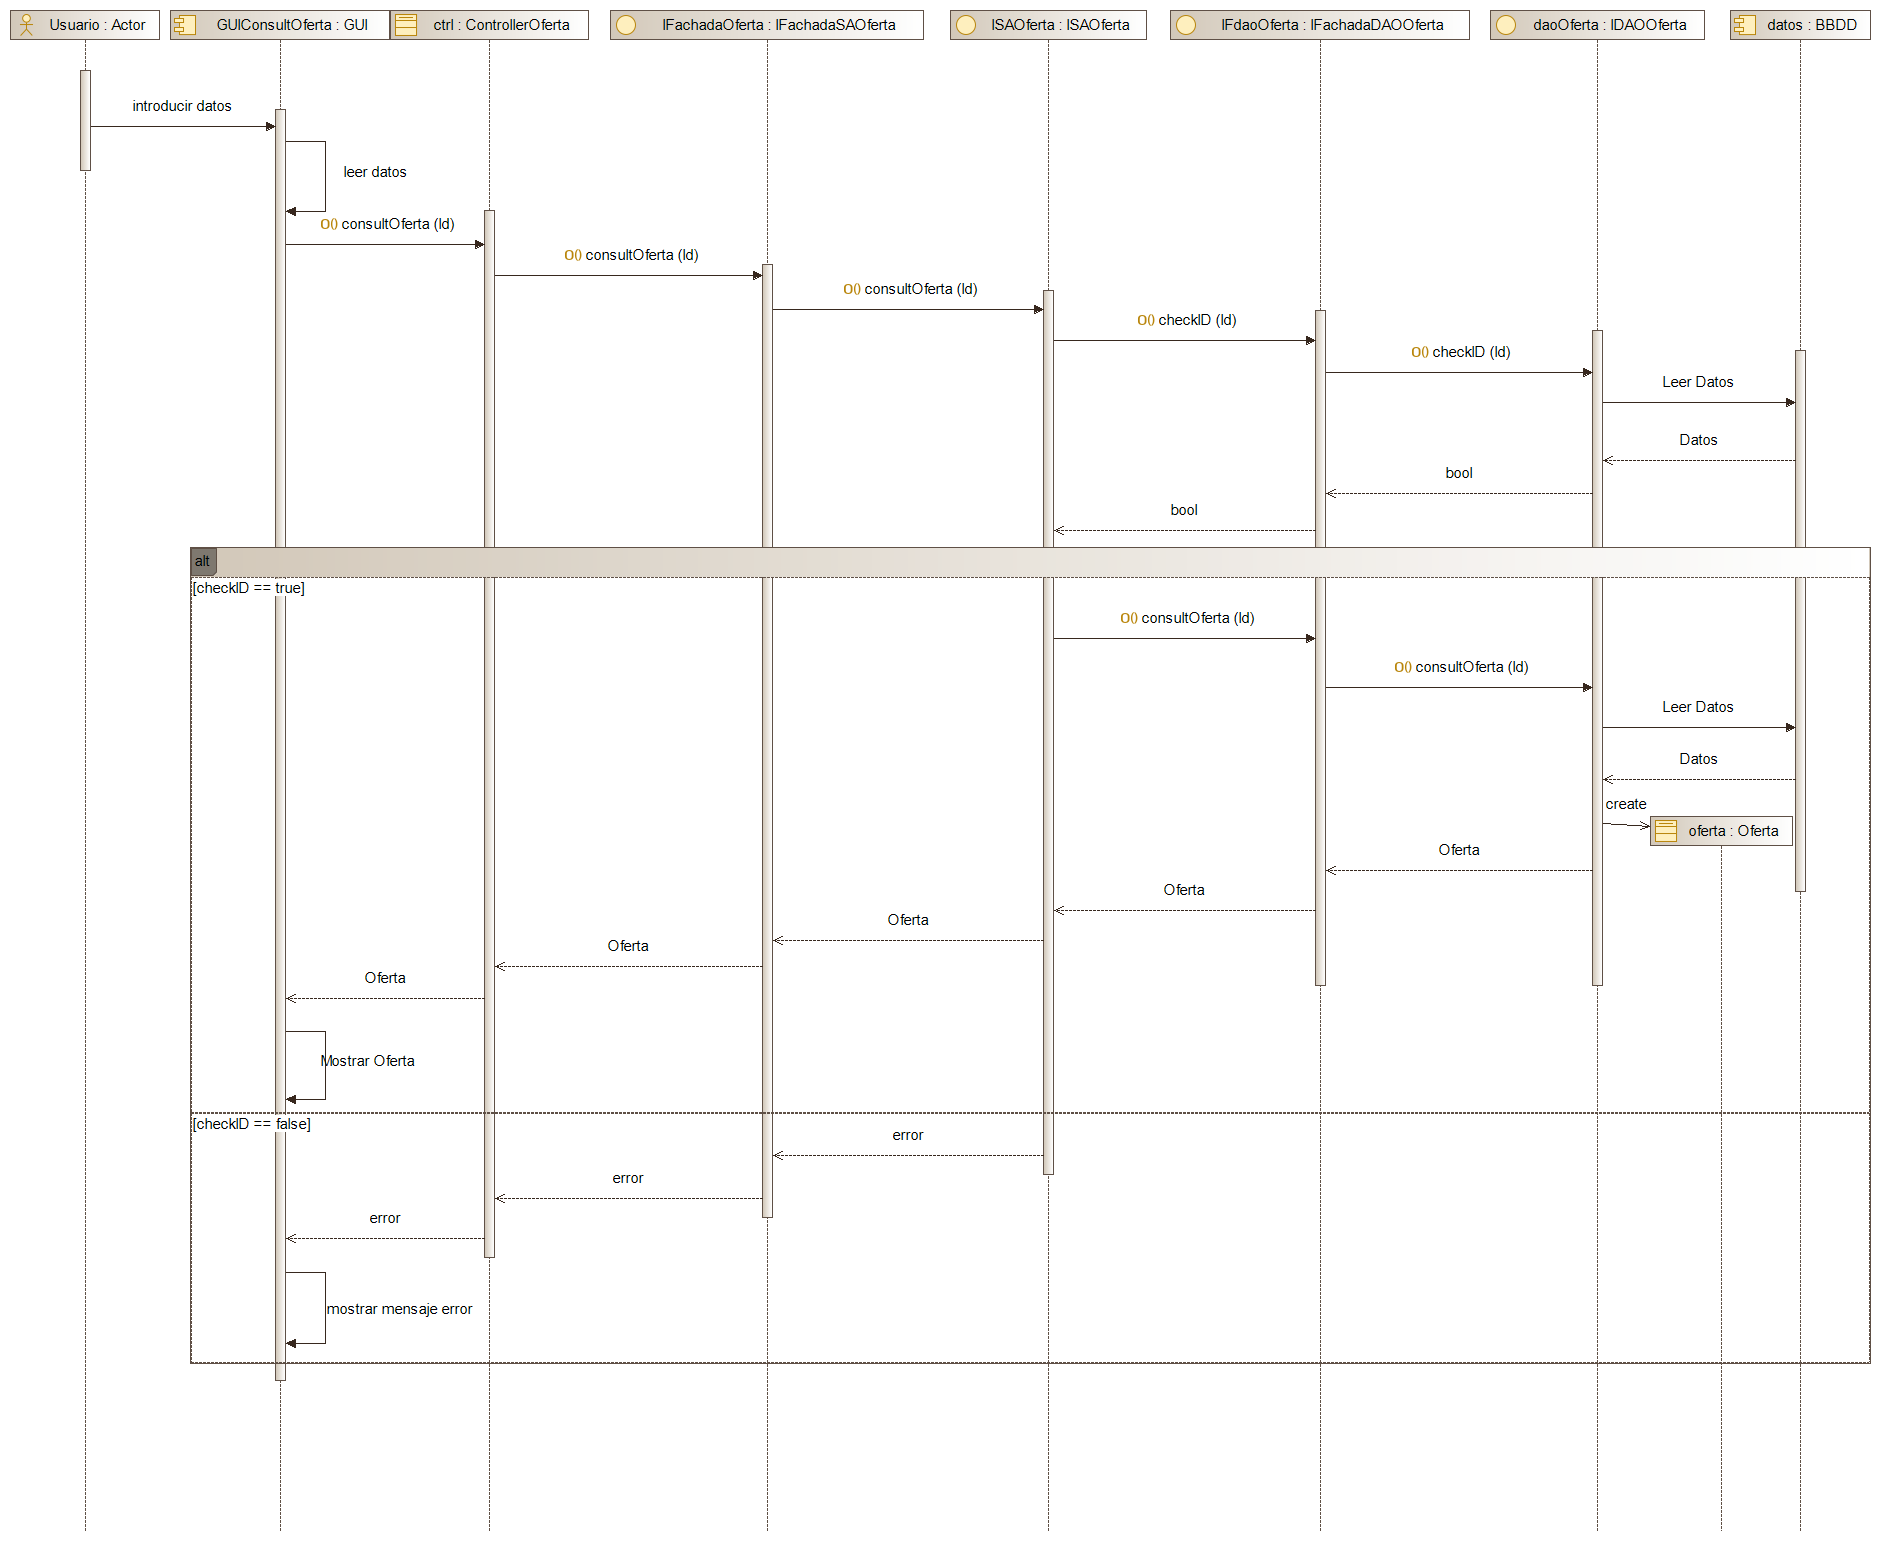 Usuario : Actor
GUIConsultOferta : GUI
ctrl : ControllerOferta
IFachadaOferta : IFachadaSAOferta
ISAOferta : ISAOferta
IFdaoOferta : IFachadaDAOOferta
daoOferta : IDAOOferta
datos : BBDD
introducir datos
leer datos
O() consultOferta (Id)
O() consultOferta (Id)
O() consultOferta (Id)
O() checkID (Id)
O() checkID (Id)
Leer Datos
Datos
bool
bool
alt
[checkID == true]
O() consultOferta (Id)
O() consultOferta (Id)
Leer Datos
Datos
create
oferta : Oferta
Oferta
Oferta
Oferta
Oferta
Oferta
Mostrar Oferta
[checkID == false]
error
error
error
mostrar mensaje error